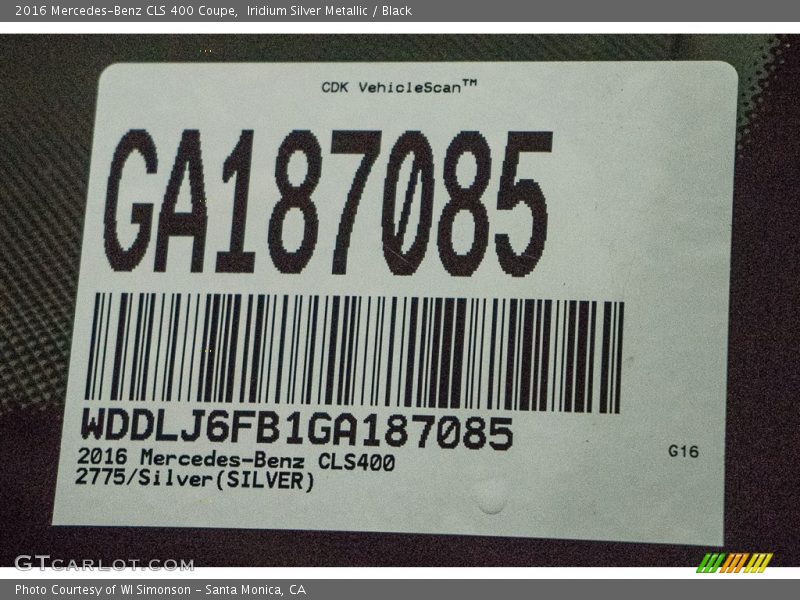 2016 Mercedes-Benz CLS 400 Coupe,  Iridium Silver Metallic / Black
CDK VehicleScan™
GA187085
WDDLJ6FB1GA187085
2016 Mercedes-Benz CLS400
G16
2775/Silver(SILVER)
GTcarlot.com
Photo Courtesy of WI Simonson - Santa Monica, CA